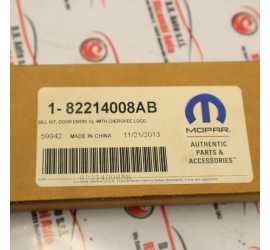 1- 82214008AB
SILL KIT, DOOR ENTRY XL WITH CHEROKEE LOGO
59942 MADE IN CHINA 11/21/2013
82214008AB
MOPAR
AUTHENTIC
PARTS &
ACCESSORIES